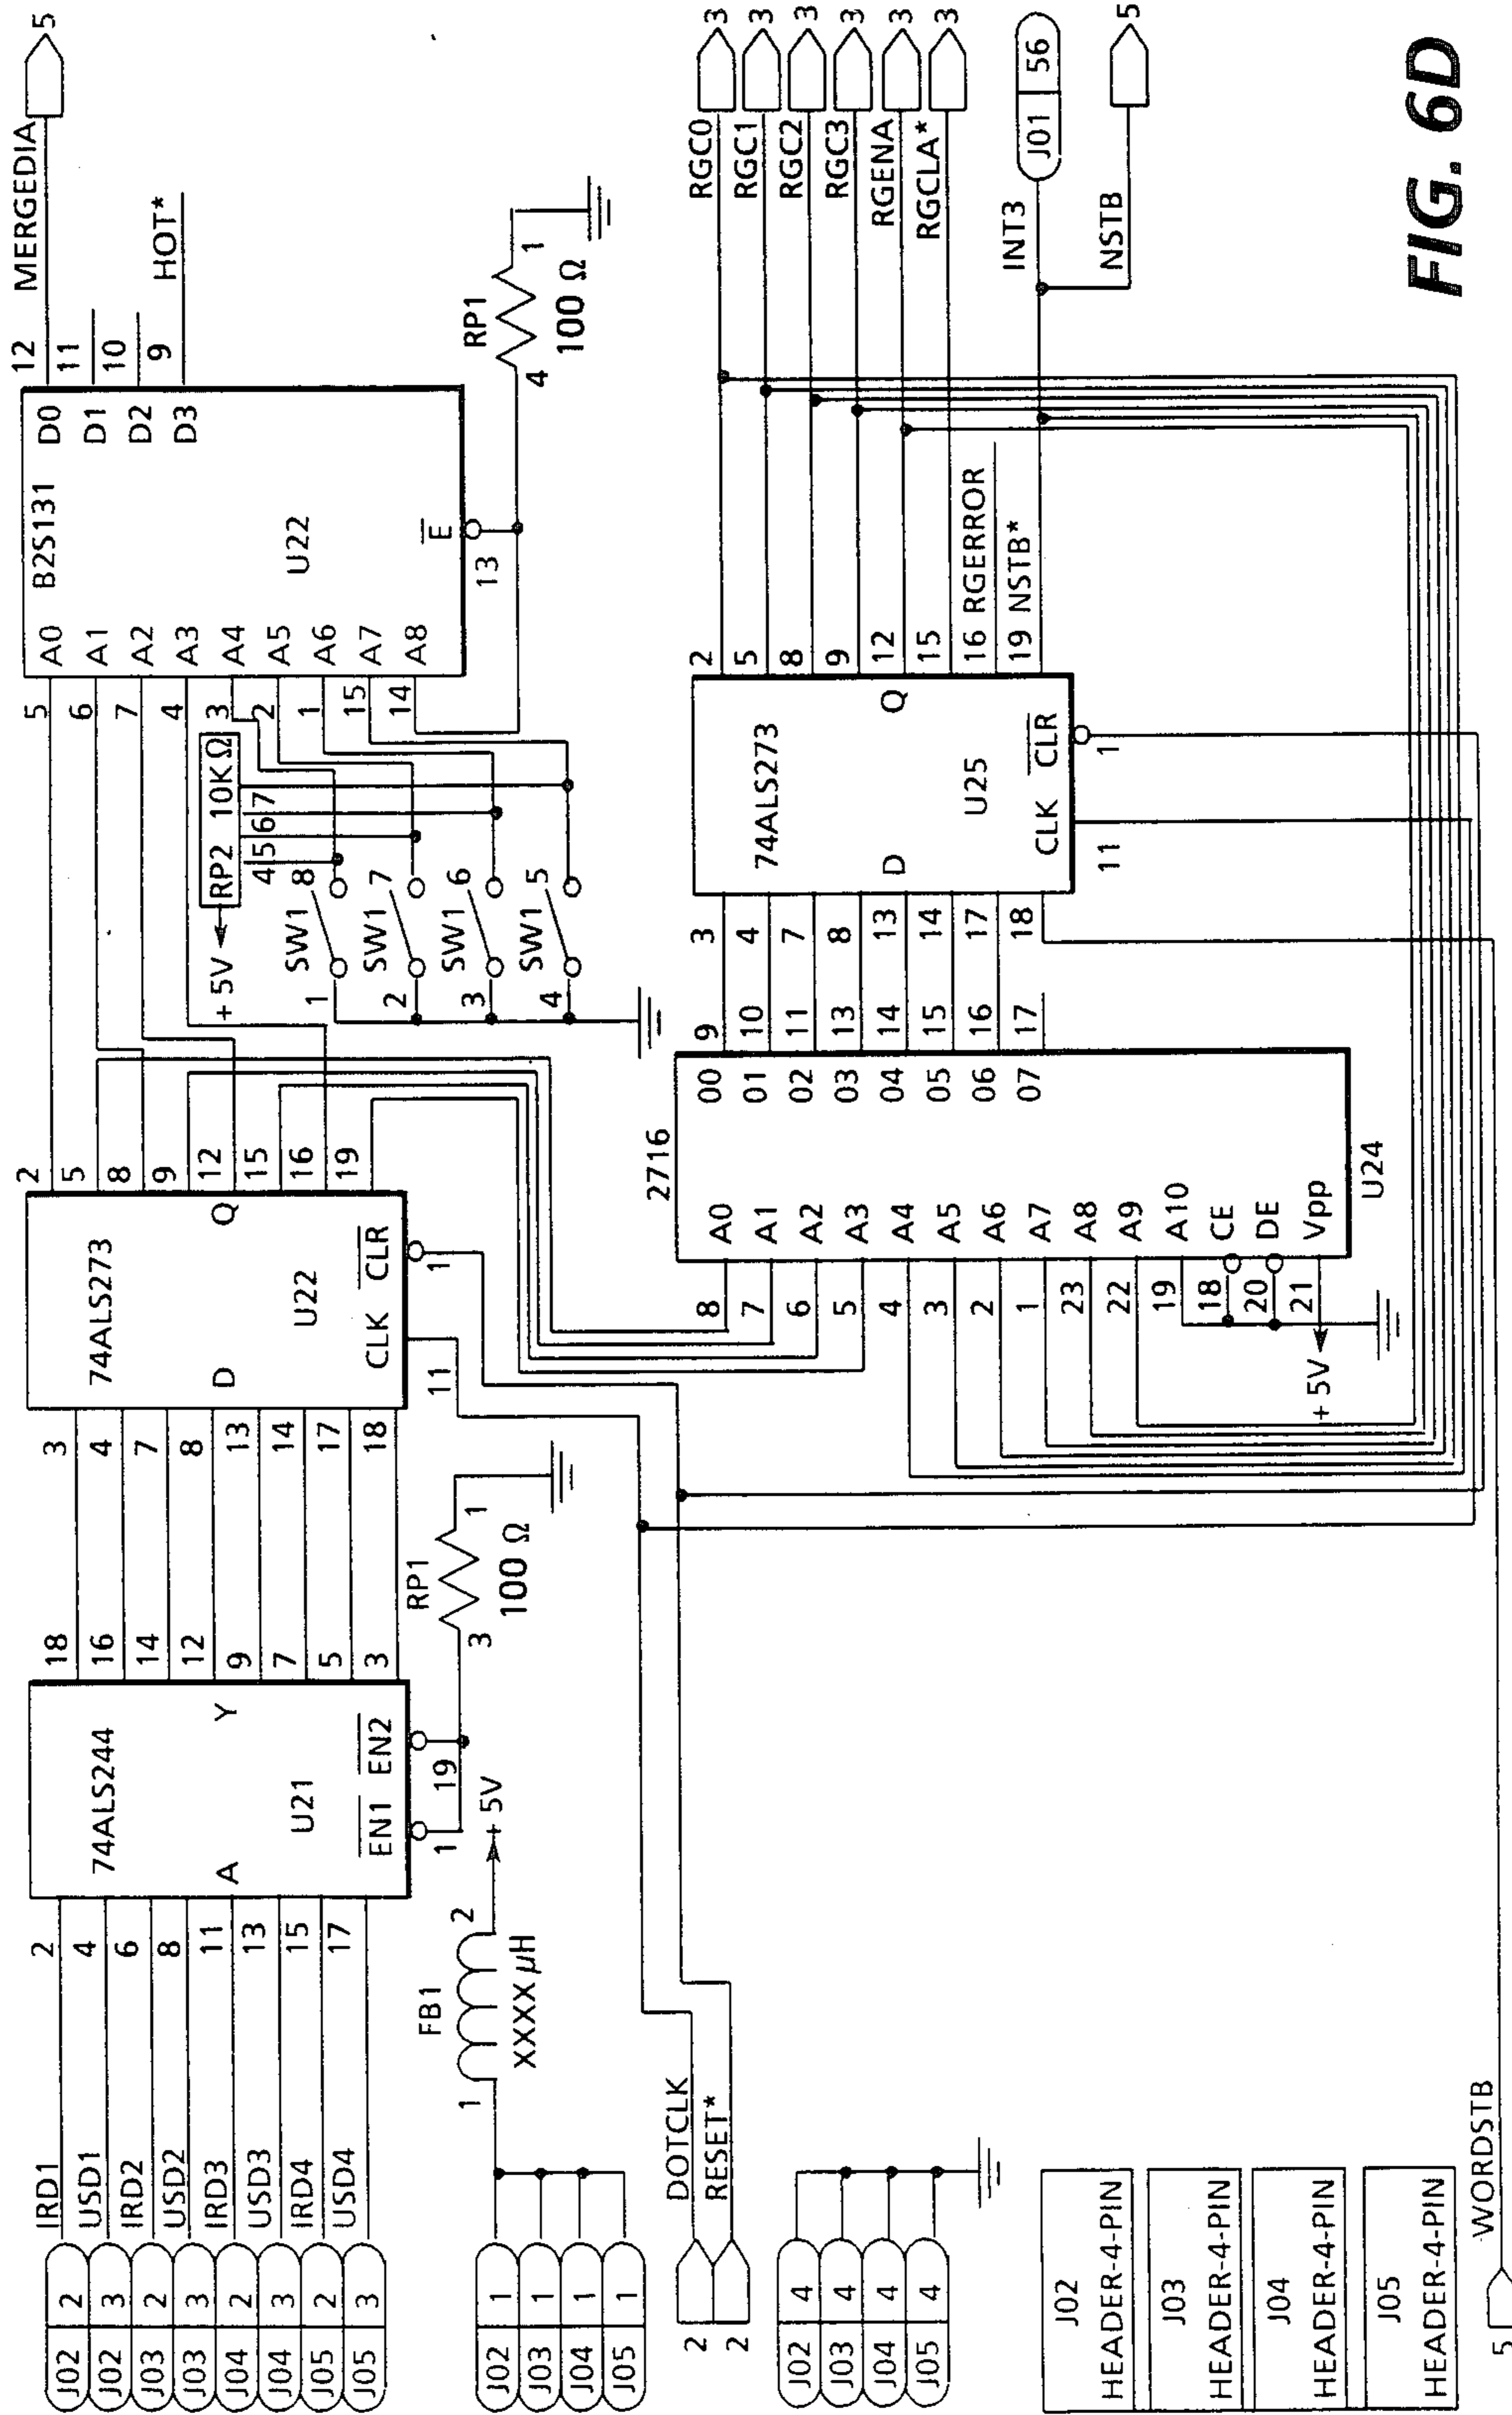 J02 2 IRD1
J02 3 USD1
J03 2 IRD2
J03 3 USD2
J04 2 IRD3
J04 3 USD3
J05 2 IRD4
J05 3 USD4
2
4
6
8
11
13
15
17
74ALS244
A
Y
U21
EN1 EN2
1
19
18
16
14
12
9
7
5
3
RP1
3
1
100 Ω
3
4
7
8
13
14
17
18
74ALS273
D
Q
U22
CLK CLR
11
1
2
5
8
9
12
15
16
19
5
6
7
4
3
2
1
15
14
B2S131
A0
A1
A2
A3
A4
A5
A6
A7
A8
D0
D1
D2
D3
U22
E
13
12 MERGEDIA
11
10
9 HOT*
5
RP1
4
1
100 Ω
+ 5V
RP2 10K Ω
4 5 6 7
1 SW1 8
2 SW1 7
3 SW1 6
4 SW1 5
J02 1
J03 1
J04 1
J05 1
1 FB1 2
XXXX μH
+ 5V
2 DOTCLK
2 RESET*
J02 4
J03 4
J04 4
J05 4
J02
HEADER-4-PIN
J03
HEADER-4-PIN
J04
HEADER-4-PIN
J05
HEADER-4-PIN
5 WORDSTB
2716
8 A0
7 A1
6 A2
5 A3
4 A4
3 A5
2 A6
1 A7
23 A8
22 A9
19 A10
18 CE
20 DE
21 Vpp
+ 5V
U24
00 9
01 10
02 11
03 13
04 14
05 15
06 16
07 17
3
4
7
8
13
14
17
18
74ALS273
D
Q
U25
CLK CLR
11
1
2
5
8
9
12
15
16 RGERROR
19 NSTB*
RGC0 3
RGC1 3
RGC2 3
RGC3 3
RGENA 3
RGCLA* 3
INT3 J01 56
NSTB 5
FIG. 6D